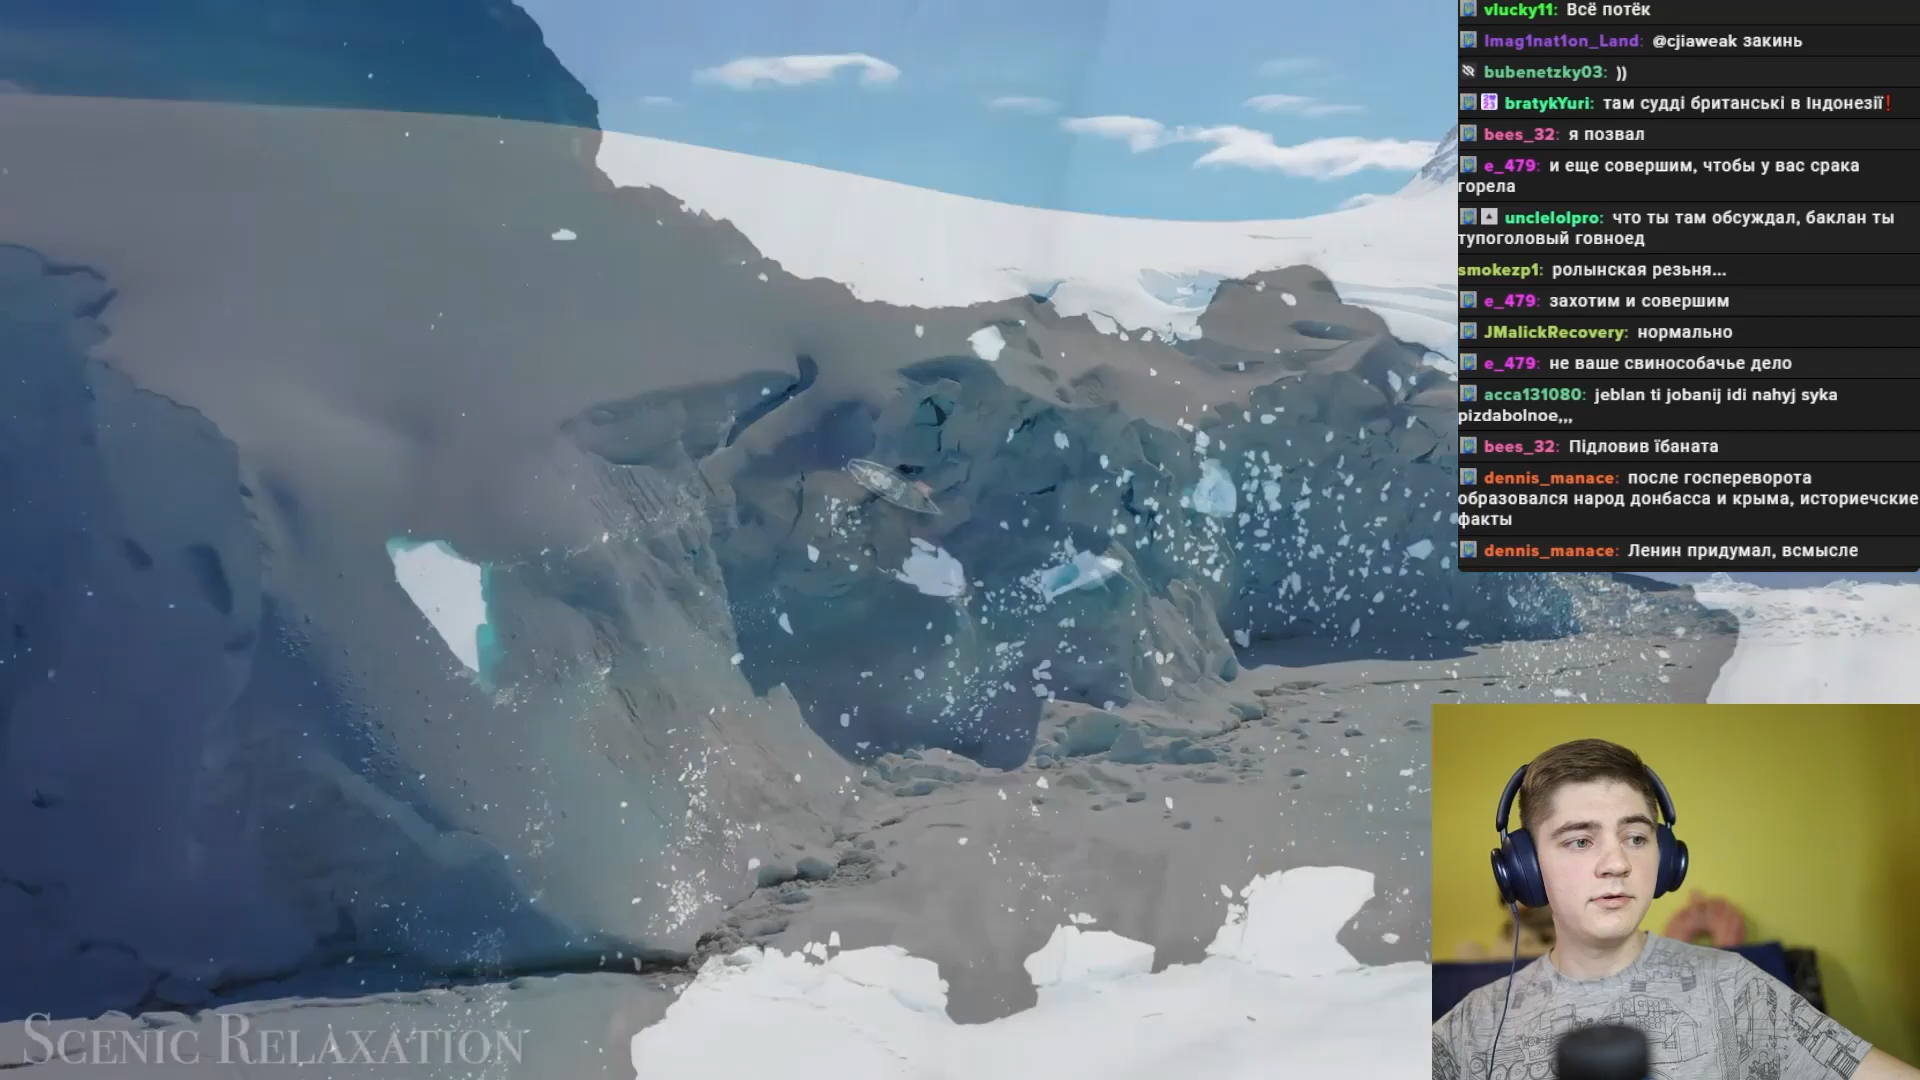 vlucky11: Всё потёк
Imag1nat1on_Land: @cjiaweak закинь
bubenetzky03: ))
bratykYuri: там судді британські в Індонезії❗
bees_32: я позвал
e_479: и еще совершим, чтобы у вас срака
горела
unclelolpro: что ты там обсуждал, баклан ты
тупоголовый говноед
smokezp1: ролынская резьня...
e_479: захотим и совершим
JMalickRecovery: нормально
e_479: не ваше свинособачье дело
acca131080: jeblan ti jobanij idi nahyj syka
pizdabolnoe,,,
bees_32: Підловив їбаната
dennis_manace: после госпереворота
образовался народ донбасса и крыма, историечские
факты
dennis_manace: Ленин придумал, всмысле
SCENIC RELAXATION